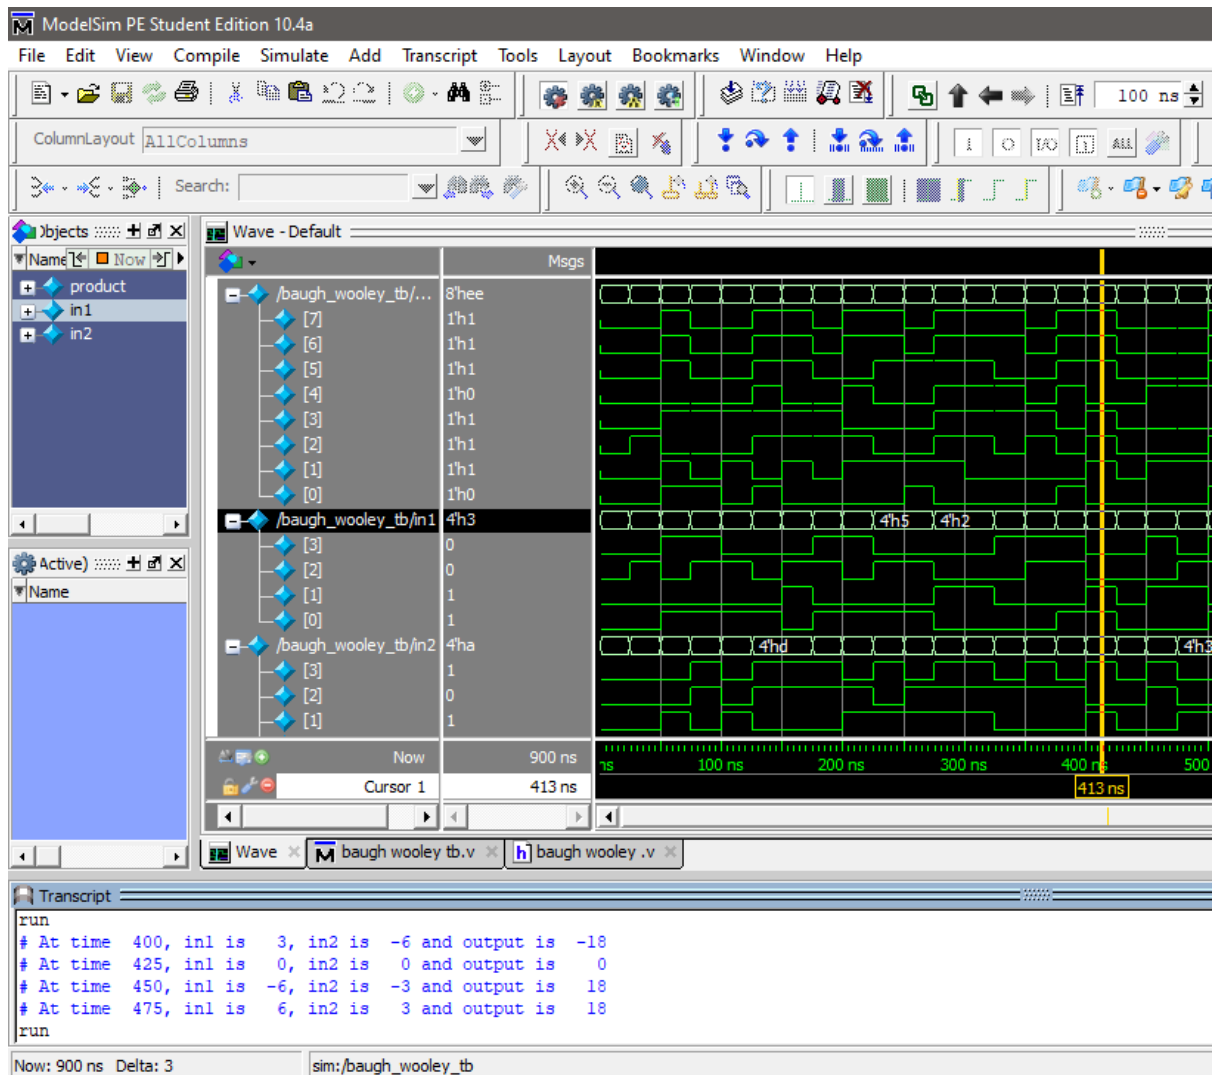 ModelSim PE Student Edition 10.4a
File Edit View Compile Simulate Add Transcript Tools Layout Bookmarks Window Help
100 ns
ColumnLayout AllColumns
ALL
Search:
Objects
Name Now
product
in1
in2
(Active)
Name
Wave - Default
Msgs
/baugh_wooley_tb/... 8'hee
[7] 1'h1
[6] 1'h1
[5] 1'h1
[4] 1'h0
[3] 1'h1
[2] 1'h1
[1] 1'h1
[0] 1'h0
/baugh_wooley_tb/in1 4'h3 4'h5 4'h2
[3] 0
[2] 0
[1] 1
[0] 1
/baugh_wooley_tb/in2 4'ha 4'hd 4'h3
[3] 1
[2] 0
[1] 1
Now 900 ns ns 100 ns 200 ns 300 ns 400 ns 500
Cursor 1 413 ns 413 ns
Wave baugh wooley tb.v baugh wooley .v
Transcript
run
# At time 400, in1 is 3, in2 is -6 and output is -18
# At time 425, in1 is 0, in2 is 0 and output is 0
# At time 450, in1 is -6, in2 is -3 and output is 18
# At time 475, in1 is 6, in2 is 3 and output is 18
run
Now: 900 ns Delta: 3 sim:/baugh_wooley_tb